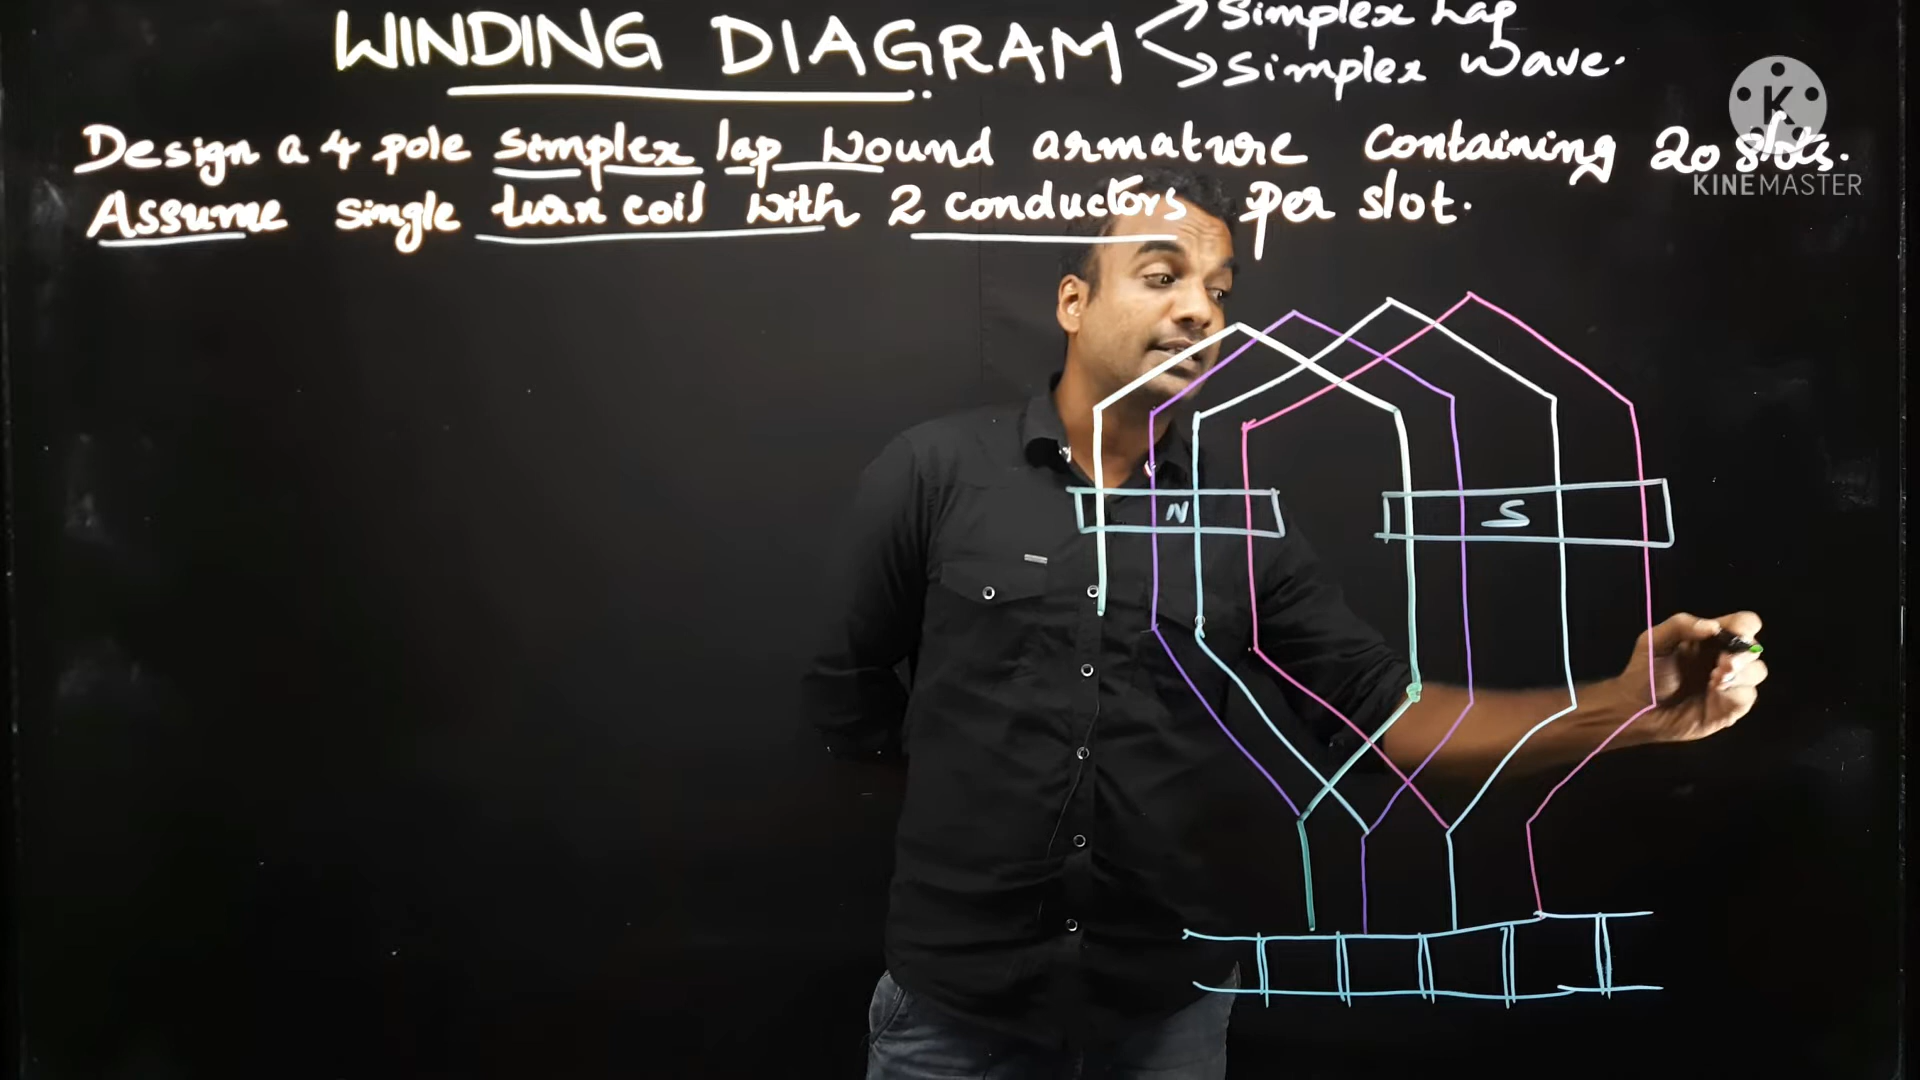 Simplex Lap
WINDING DIAGRAM
Simplex Wave.
Design a 4 pole simplex lap wound armature containing 20 slots.
Assume single turn coil with 2 conductors per slot.
K
KINEMASTER
N
S